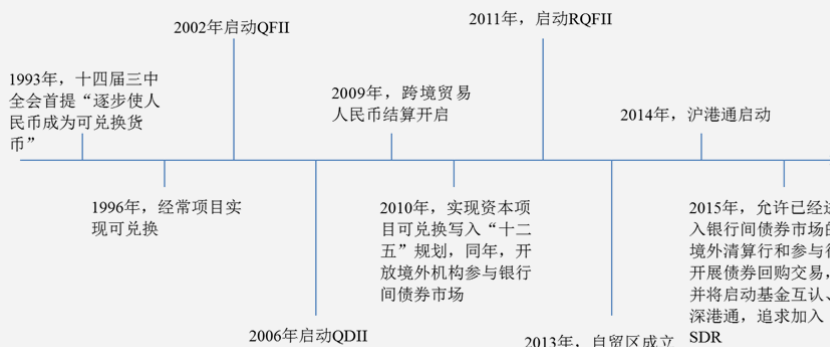 1993年，十四届三中
全会首提“逐步使人
民币成为可兑换货
币”
1996年，经常项目实
现可兑换
2002年启动QFII
2006年启动QDII
2009年，跨境贸易
人民币结算开启
2010年，实现资本项
目可兑换写入“十二
五”规划，同年，开
放境外机构参与银行
间债券市场
2011年，启动RQFII
2013年，自贸区成立
2014年，沪港通启动
2015年，允许已经进
入银行间债券市场的
境外清算行和参与行
开展债券回购交易，
并将启动基金互认、
深港通，追求加入
SDR